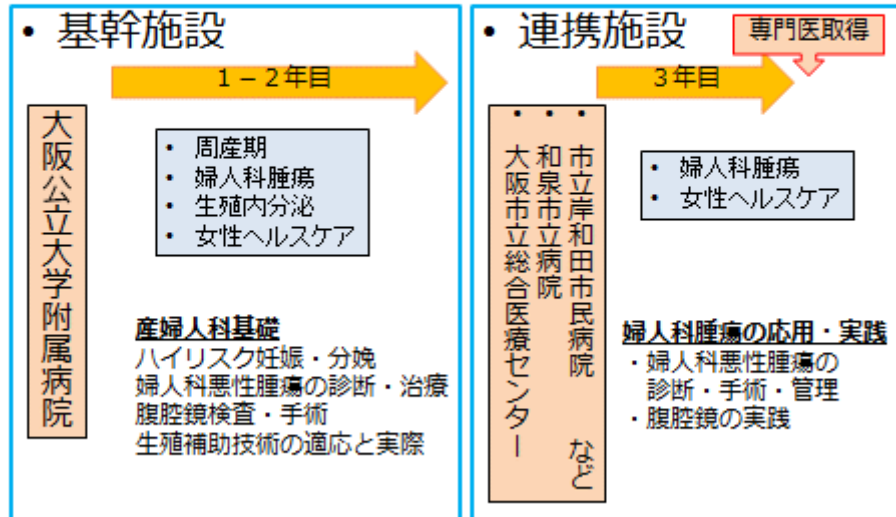 • 基幹施設
1－2年目
大阪公立大学附属病院
• 周産期
• 婦人科腫瘍
• 生殖内分泌
• 女性ヘルスケア
産婦人科基礎
ハイリスク妊娠・分娩
婦人科悪性腫瘍の診断・治療
腹腔鏡検査・手術
生殖補助技術の適応と実際
• 連携施設
専門医取得
3年目
• 市立岸和田市民病院 など
• 和泉市立病院
• 大阪市立総合医療センター
• 婦人科腫瘍
• 女性ヘルスケア
婦人科腫瘍の応用・実践
・婦人科悪性腫瘍の
診断・手術・管理
・腹腔鏡の実践